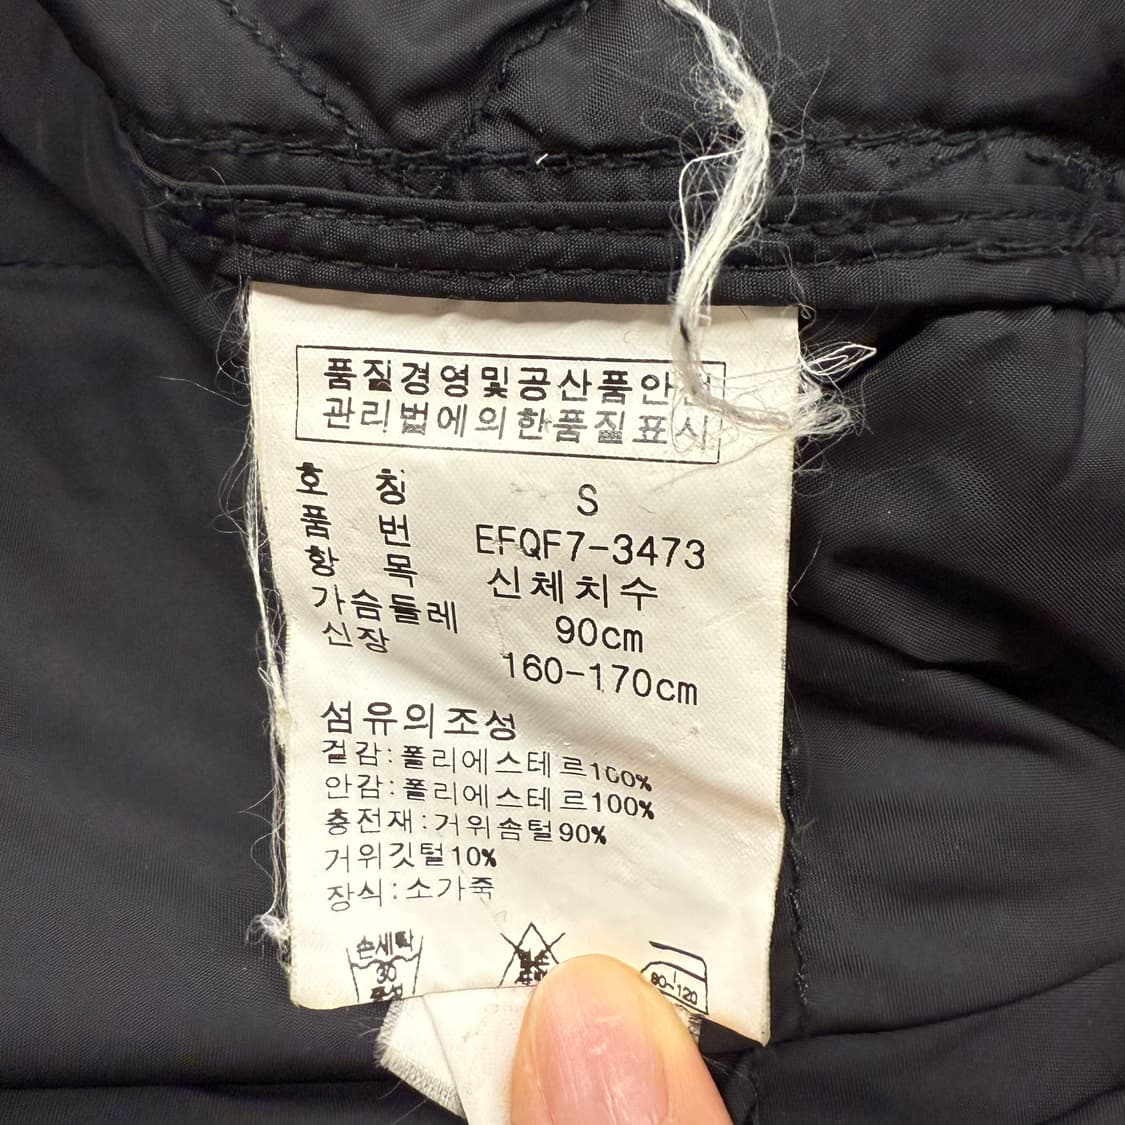 품질경영및공산품안전
관리법에의한품질표시
호 칭 S
품 번 EFQF7-3473
항 목 신체치수
가슴둘레 90cm
신장 160-170cm
섬유의조성
겉감:폴리에스테르100%
안감:폴리에스테르100%
충전재:거위솜털90%
거위깃털10%
장식:소가죽
손세탁
30
중성
80~120